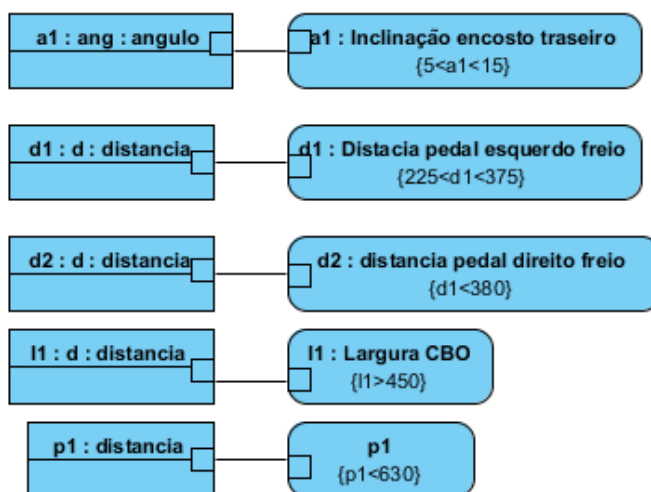 a1 : ang : angulo
a1 : Inclinação encosto traseiro
{5<a1<15}
d1 : d : distancia
d1 : Distacia pedal esquerdo freio
{225<d1<375}
d2 : d : distancia
d2 : distancia pedal direito freio
{d1<380}
l1 : d : distancia
l1 : Largura CBO
{l1>450}
p1 : distancia
p1
{p1<630}